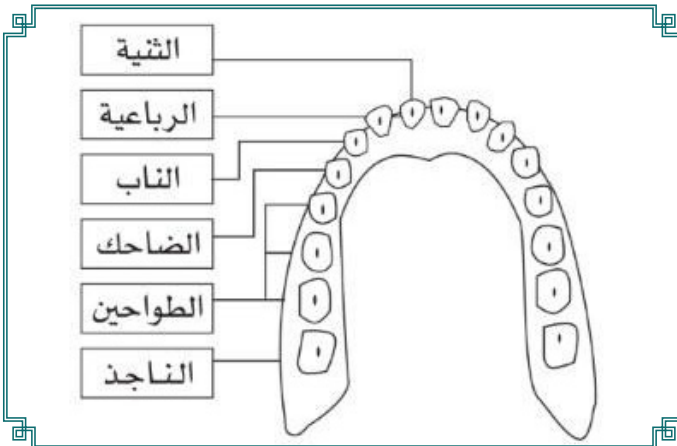 الثنية
الرباعية
الناب
الضاحك
الطواحين
الناجذ